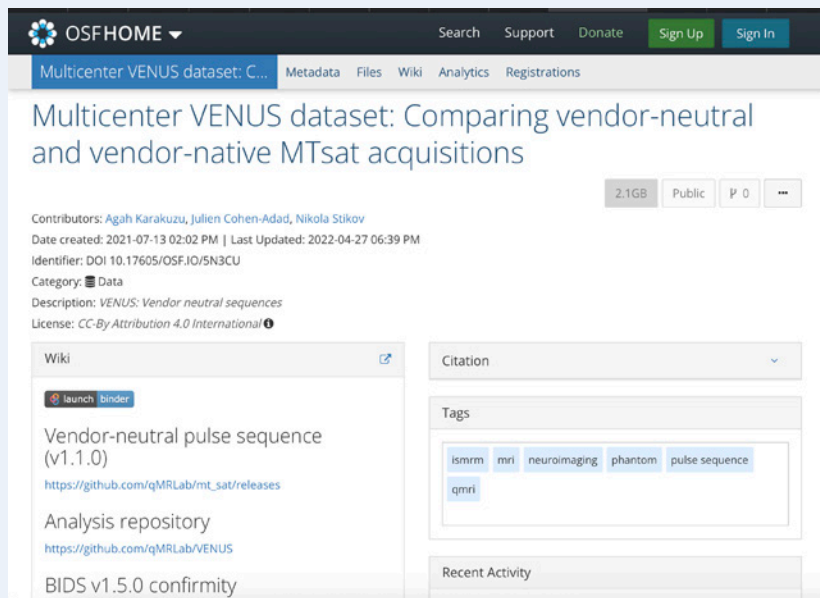 OSFHOME
Search Support Donate Sign Up Sign In
Multicenter VENUS dataset: C... Metadata Files Wiki Analytics Registrations
Multicenter VENUS dataset: Comparing vendor-neutral
and vendor-native MTsat acquisitions
2.1GB Public 0 ...
Contributors: Agah Karakuzu, Julien Cohen-Adad, Nikola Stikov
Date created: 2021-07-13 02:02 PM | Last Updated: 2022-04-27 06:39 PM
Identifier: DOI 10.17605/OSF.IO/5N3CU
Category: Data
Description: VENUS: Vendor neutral sequences
License: CC-By Attribution 4.0 International
Wiki
launch binder
Vendor-neutral pulse sequence
(v1.1.0)
https://github.com/qMRLab/mt_sat/releases
Analysis repository
https://github.com/qMRLab/VENUS
BIDS v1.5.0 confirmity
Citation
Tags
ismrm mri neuroimaging phantom pulse sequence
qmri
Recent Activity